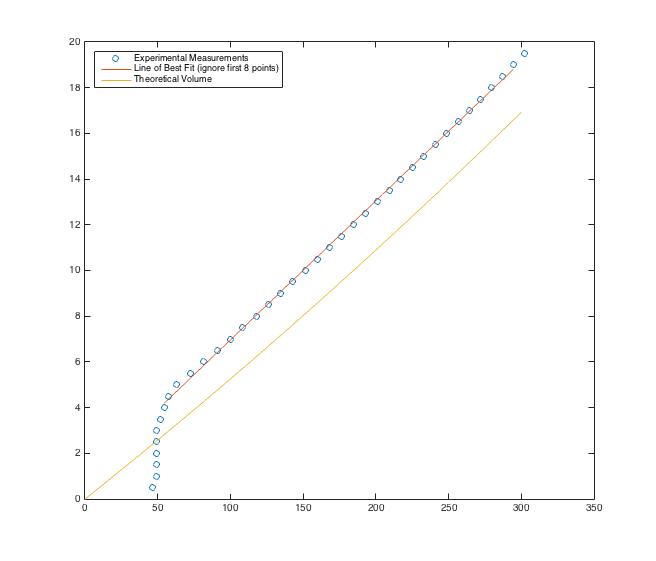 20
18
16
14
12
10
8
6
4
2
0
Experimental Measurements
Line of Best Fit (ignore first 8 points)
Theoretical Volume
0 50 100 150 200 250 300 350